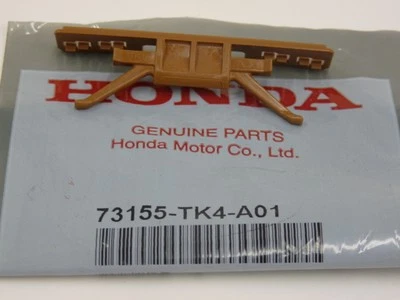 HONDA
GENUINE PARTS
Honda Motor Co., Ltd.
73155-TK4-A01